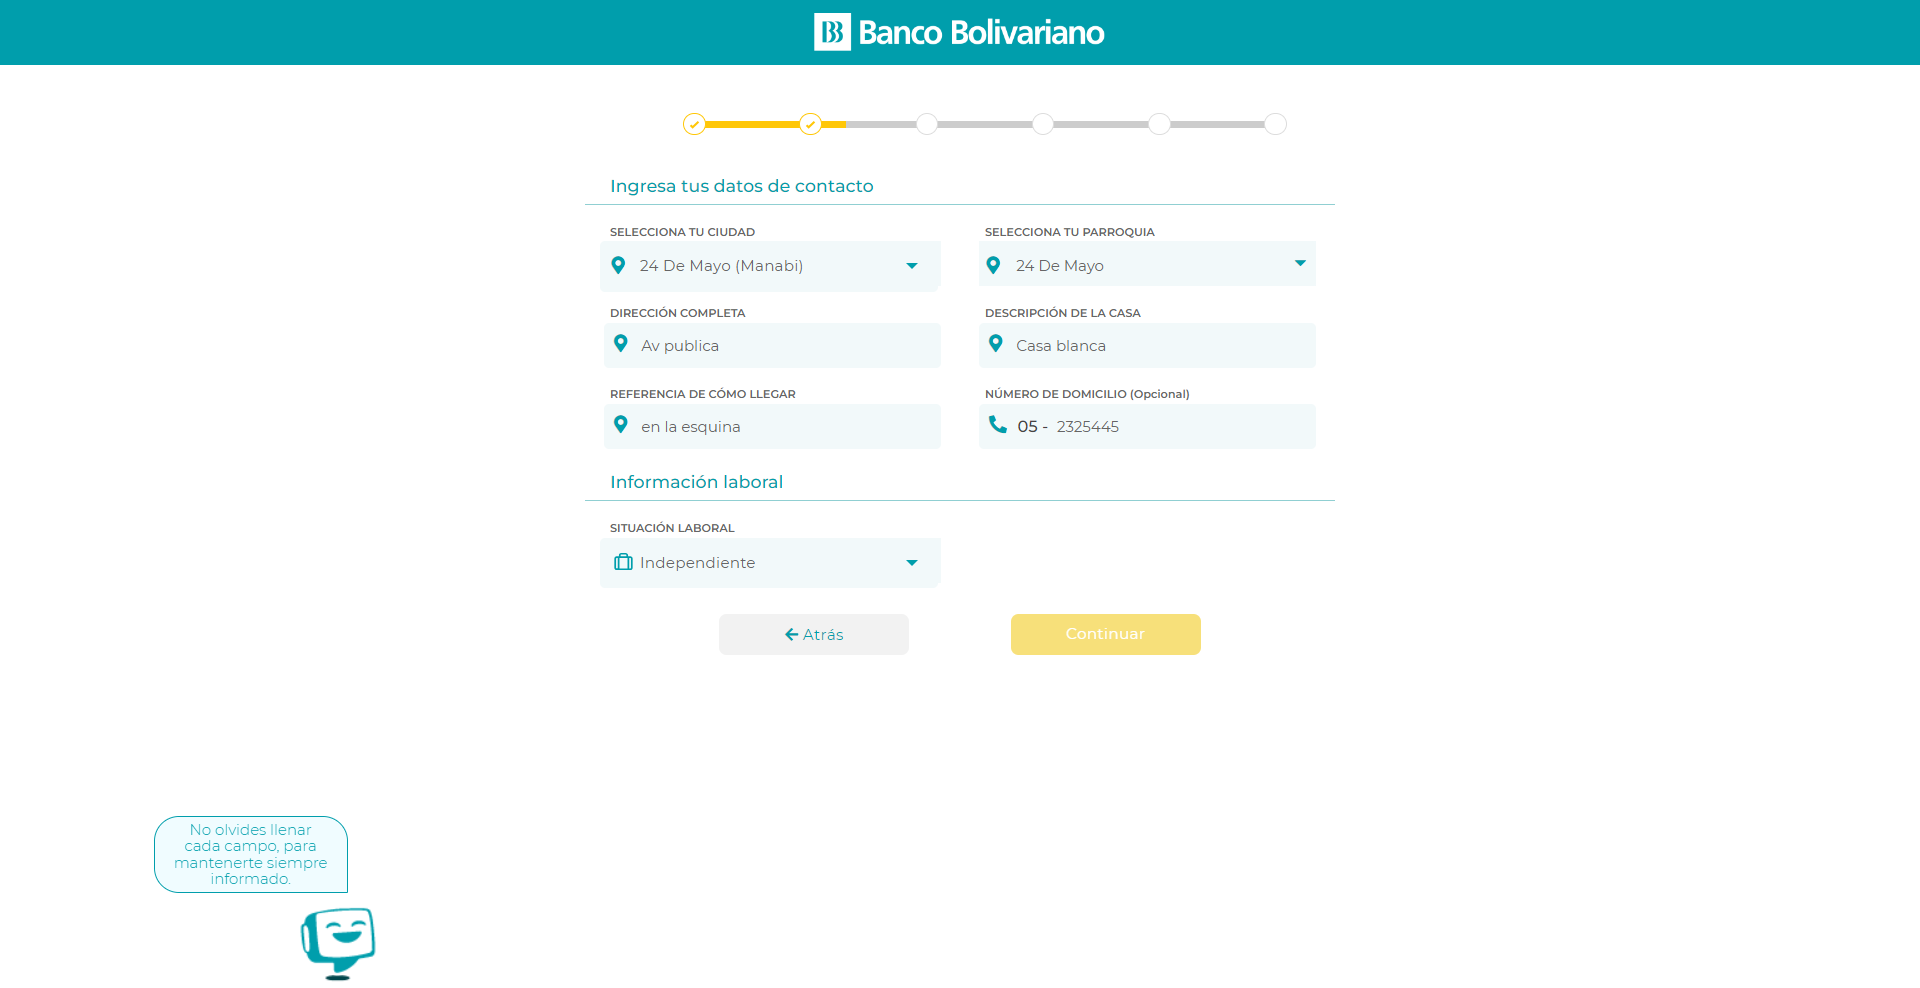 Banco Bolivariano
Ingresa tus datos de contacto
SELECCIONA TU CIUDAD
SELECCIONA TU PARROQUIA
24 De Mayo (Manabi)
24 De Mayo
DIRECCIÓN COMPLETA
DESCRIPCIÓN DE LA CASA
Av publica
Casa blanca
REFERENCIA DE CÓMO LLEGAR
NÚMERO DE DOMICILIO (Opcional)
en la esquina
05 - 2325445
Información laboral
SITUACIÓN LABORAL
Independiente
Atrás
Continuar
No olvides llenar
cada campo, para
mantenerte siempre
informado.